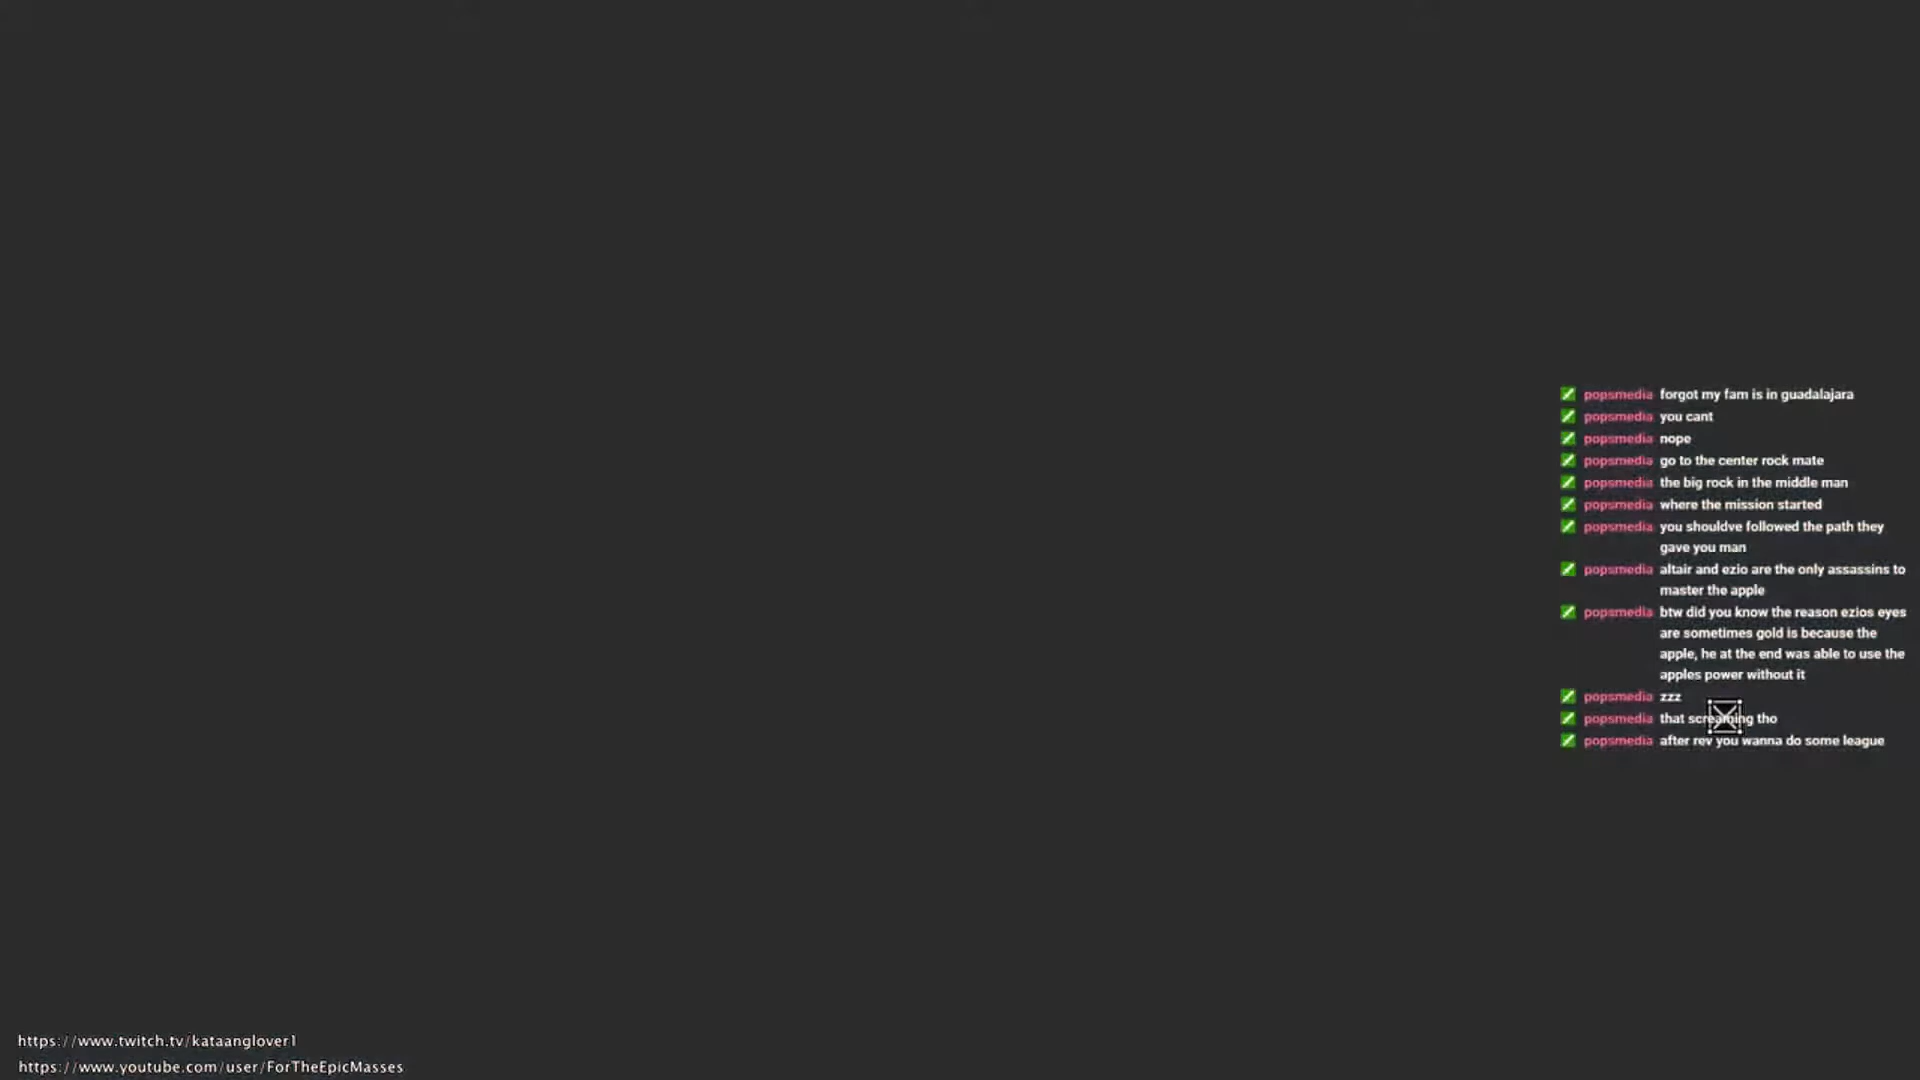 popsmedia forgot my fam is in guadalajara
popsmedia you cant
popsmedia nope
popsmedia go to the center rock mate
popsmedia the big rock in the middle man
popsmedia where the mission started
popsmedia you shouldve followed the path they
gave you man
popsmedia altair and ezio are the only assassins to
master the apple
popsmedia btw did you know the reason ezios eyes
are sometimes gold is because the
apple, he at the end was able to use the
apples power without it
popsmedia zzz
popsmedia that screaming tho
popsmedia after rev you wanna do some league
https://www.twitch.tv/kataanglover1
https://www.youtube.com/user/ForTheEpicMasses